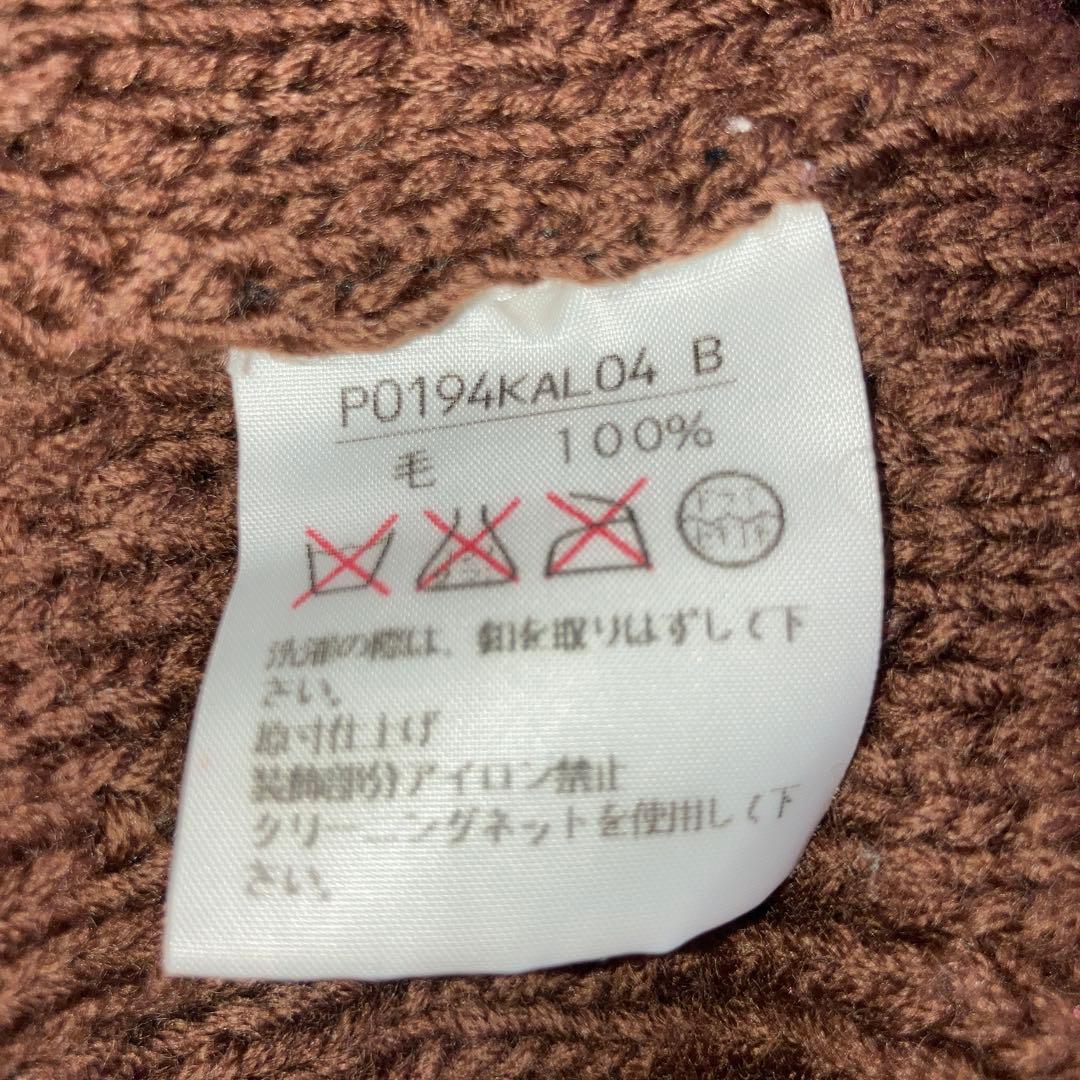 P0194KAL04 B
毛 100%
ドライ
洗濯の際は、釦を取りはずして下
さい。
原寸仕上げ
装飾部分アイロン禁止
クリーニングネットを使用して下
さい。